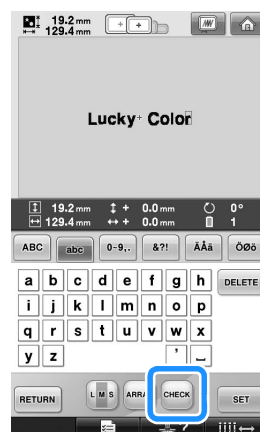 19.2 mm
129.4 mm
Lucky Color
19.2 mm + 0.0 mm 0°
129.4 mm + 0.0 mm 1
ABC abc 0-9,. &?! ÄÅä ÖØö
a b c d e f g h DELETE
i j k l m n o p
q r s t u v w x
y z '
RETURN L M S ARRA CHECK SET